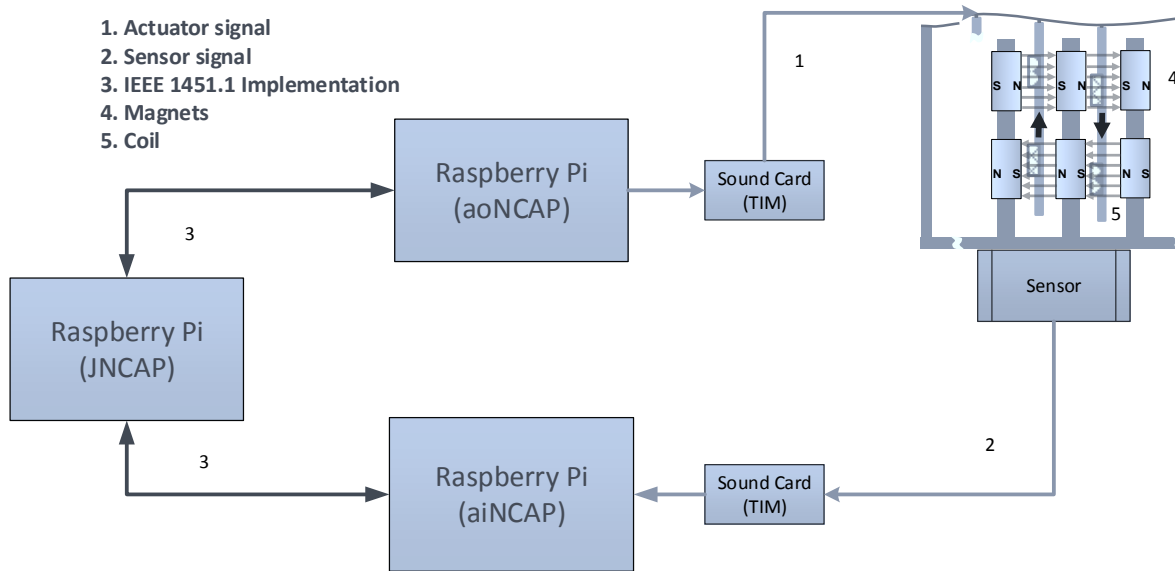 1. Actuator signal
2. Sensor signal
3. IEEE 1451.1 Implementation
4. Magnets
5. Coil
1
4
S N
S N
S N
Raspberry Pi
(aoNCAP)
Sound Card
(TIM)
N S
N S
N S
5
3
Sensor
Raspberry Pi
(JNCAP)
3
2
Raspberry Pi
(aiNCAP)
Sound Card
(TIM)